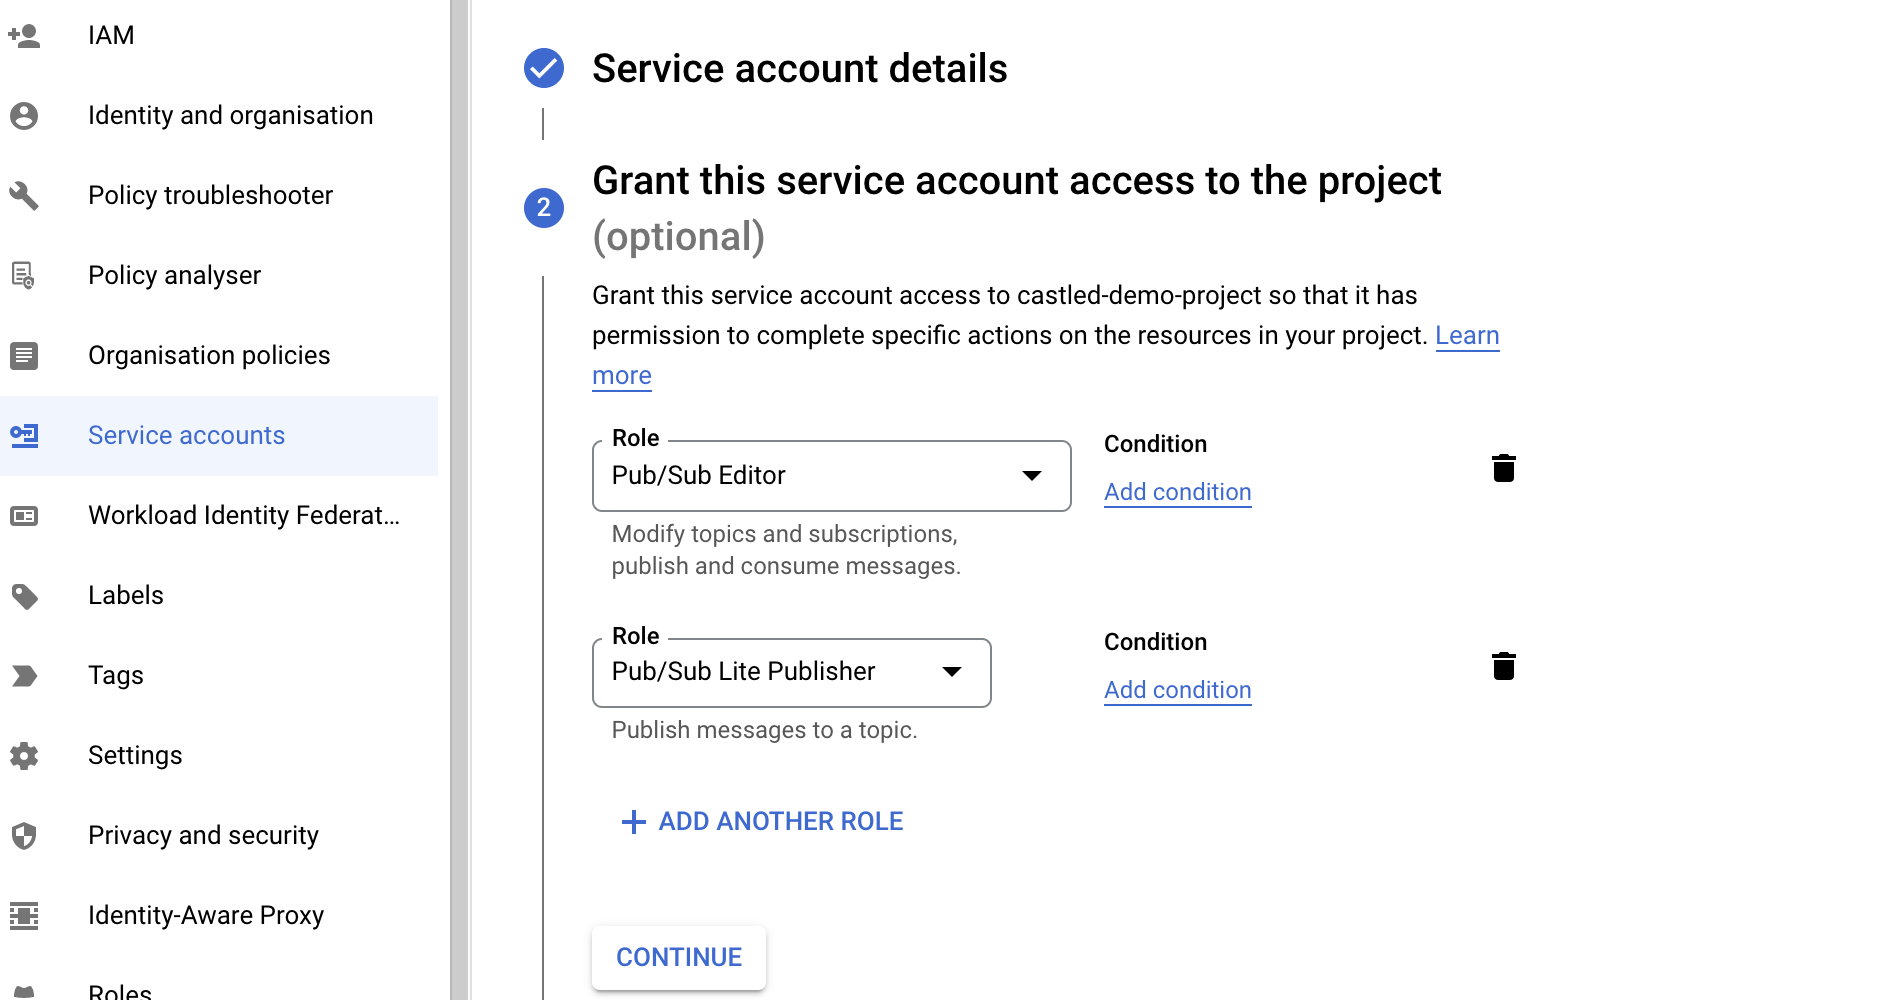 IAM
Identity and organisation
Policy troubleshooter
Policy analyser
Organisation policies
Service accounts
Workload Identity Federat...
Labels
Tags
Settings
Privacy and security
Identity-Aware Proxy
Roles
Service account details
2
Grant this service account access to the project
(optional)
Grant this service account access to castled-demo-project so that it has
permission to complete specific actions on the resources in your project. Learn
more
Role
Pub/Sub Editor
Condition
Add condition
Modify topics and subscriptions,
publish and consume messages.
Role
Pub/Sub Lite Publisher
Condition
Add condition
Publish messages to a topic.
ADD ANOTHER ROLE
CONTINUE